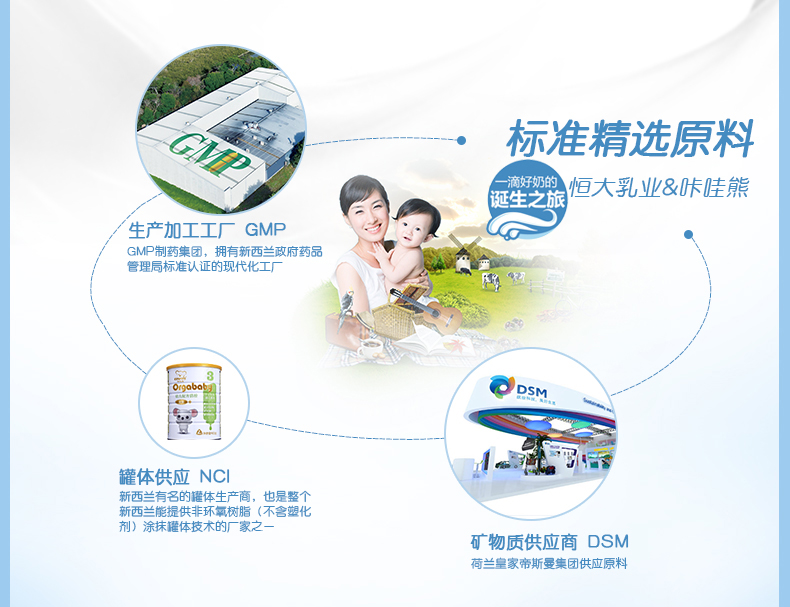 标准精选原料
一滴好奶的
诞生之旅
恒大乳业&咔哇熊
GMP
生产加工工厂 GMP
GMP制药集团，拥有新西兰政府药品
管理局标准认证的现代化工厂
3
Orgababy
罐体供应 NCI
新西兰有名的罐体生产商，也是整个
新西兰能提供非环氧树脂（不含塑化
剂）涂抹罐体技术的厂家之一
DSM
矿物质供应商 DSM
荷兰皇家帝斯曼集团供应原料